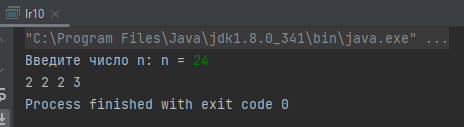 lr10
"C:\Program Files\Java\jdk1.8.0_341\bin\java.exe" ...
Введите число n: n = 24
2 2 2 3
Process finished with exit code 0